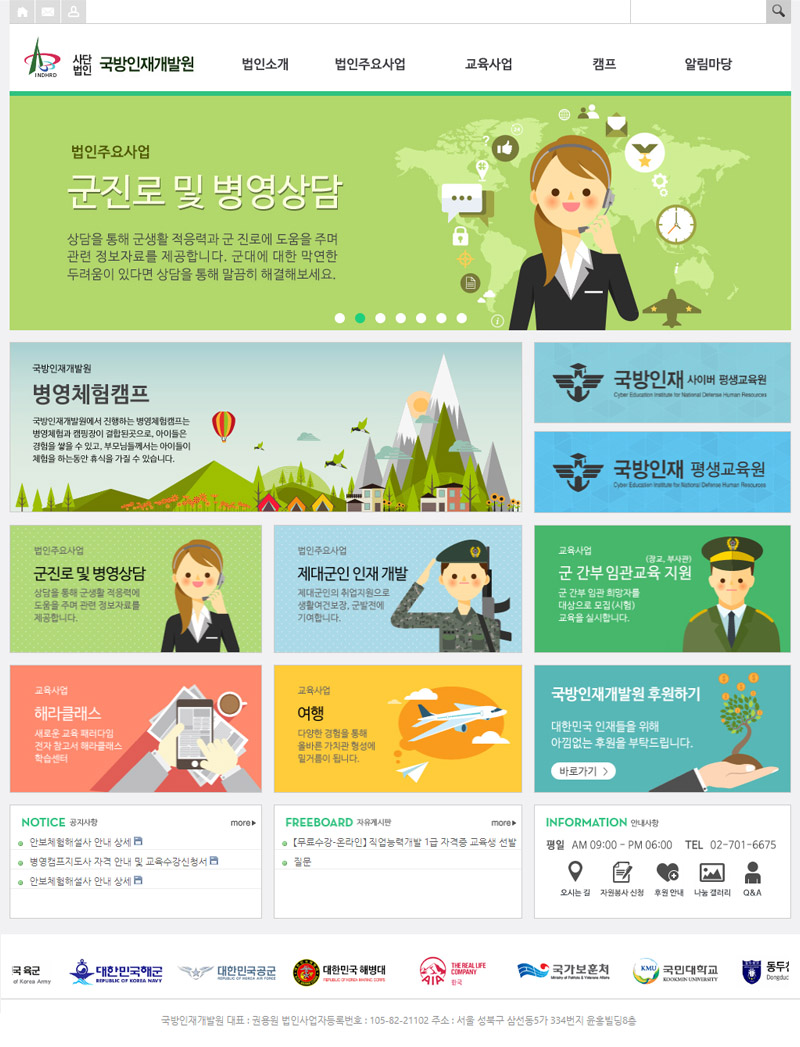 INDHRD
사단
법인
국방인재개발원
법인소개
법인주요사업
교육사업
캠프
알림마당
법인주요사업
군진로 및 병영상담
상담을 통해 군생활 적응력과 군 진로에 도움을 주며
관련 정보자료를 제공합니다. 군대에 대한 막연한
두려움이 있다면 상담을 통해 말끔히 해결해보세요.
국방인재개발원
병영체험캠프
국방인재개발원에서 진행하는 병영체험캠프는
병영체험과 캠핑장이 결합된곳으로, 아이들은
경험을 쌓을 수 있고, 부모님들께서는 아이들이
체험을 하는동안 휴식을 가질 수 있습니다.
국방인재 사이버 평생교육원
Cyber Education Institute for National Defense Human Resources
국방인재 평생교육원
Cyber Education Institute for National Defense Human Resources
법인주요사업
군진로 및 병영상담
상담을 통해 군생활 적응력에
도움을 주며 관련 정보자료를
제공합니다.
법인주요사업
제대군인 인재 개발
제대군인의 취업지원으로
생활여건보장, 군발전에
기여합니다.
교육사업
(장교, 부사관)
군 간부 임관교육 지원
군 간부 임관 희망자를
대상으로 모집(시험)
교육을 실시합니다.
교육사업
해라클래스
새로운 교육 패러다임
전자 참고서 해라클래스
학습센터
교육사업
여행
다양한 경험을 통해
올바른 가치관 형성에
밑거름이 됩니다.
국방인재개발원 후원하기
대한민국 인재들을 위해
아낌없는 후원을 부탁드립니다.
바로가기 >
NOTICE 공지사항 more
안보체험해설사 안내 상세
병영캠프지도사 자격 안내 및 교육수강신청서
안보체험해설사 안내 상세
FREEBOARD 자유게시판 more
[무료수강-온라인] 직업능력개발 1급 자격증 교육생 선발
질문
INFORMATION 안내사항
평일 AM 09:00 - PM 06:00 TEL 02-701-6675
오시는 길 자원봉사 신청 후원 안내 나눔 갤러리 Q&A
국 육군
of Korea Army
대한민국해군
REPUBLIC OF KOREA NAVY
대한민국공군
REPUBLIC OF KOREA AIR FORCE
대한민국 해병대
REPUBLIC OF KOREA MARINE CORPS
AIA
THE REAL LIFE
COMPANY
한국
국가보훈처
Ministry of Patriots & Veterans Affairs
KMU
국민대학교
KOOKMIN UNIVERSITY
동두천
Dongduc
국방인재개발원 대표 : 권용원 법인사업자등록번호 : 105-82-21102 주소 : 서울 성북구 삼선동5가 334번지 윤홍빌딩8층